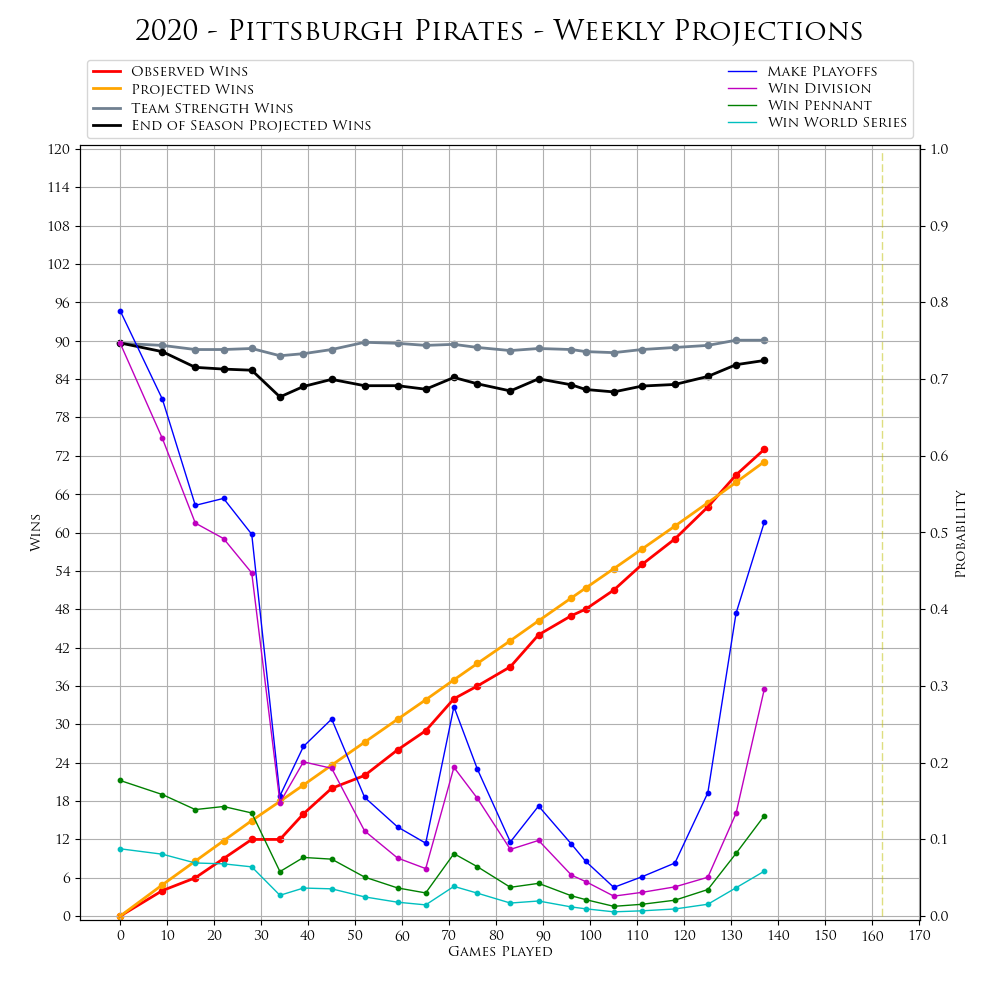 2020 - Pittsburgh Pirates - Weekly Projections
Observed Wins
Projected Wins
Team Strength Wins
End of Season Projected Wins
Make Playoffs
Win Division
Win Pennant
Win World Series
120
114
108
102
96
90
84
78
72
66
60
54
48
42
36
30
24
18
12
6
0
Wins
1.0
0.9
0.8
0.7
0.6
0.5
0.4
0.3
0.2
0.1
0.0
Probability
0 10 20 30 40 50 60 70 80 90 100 110 120 130 140 150 160 170
Games Played